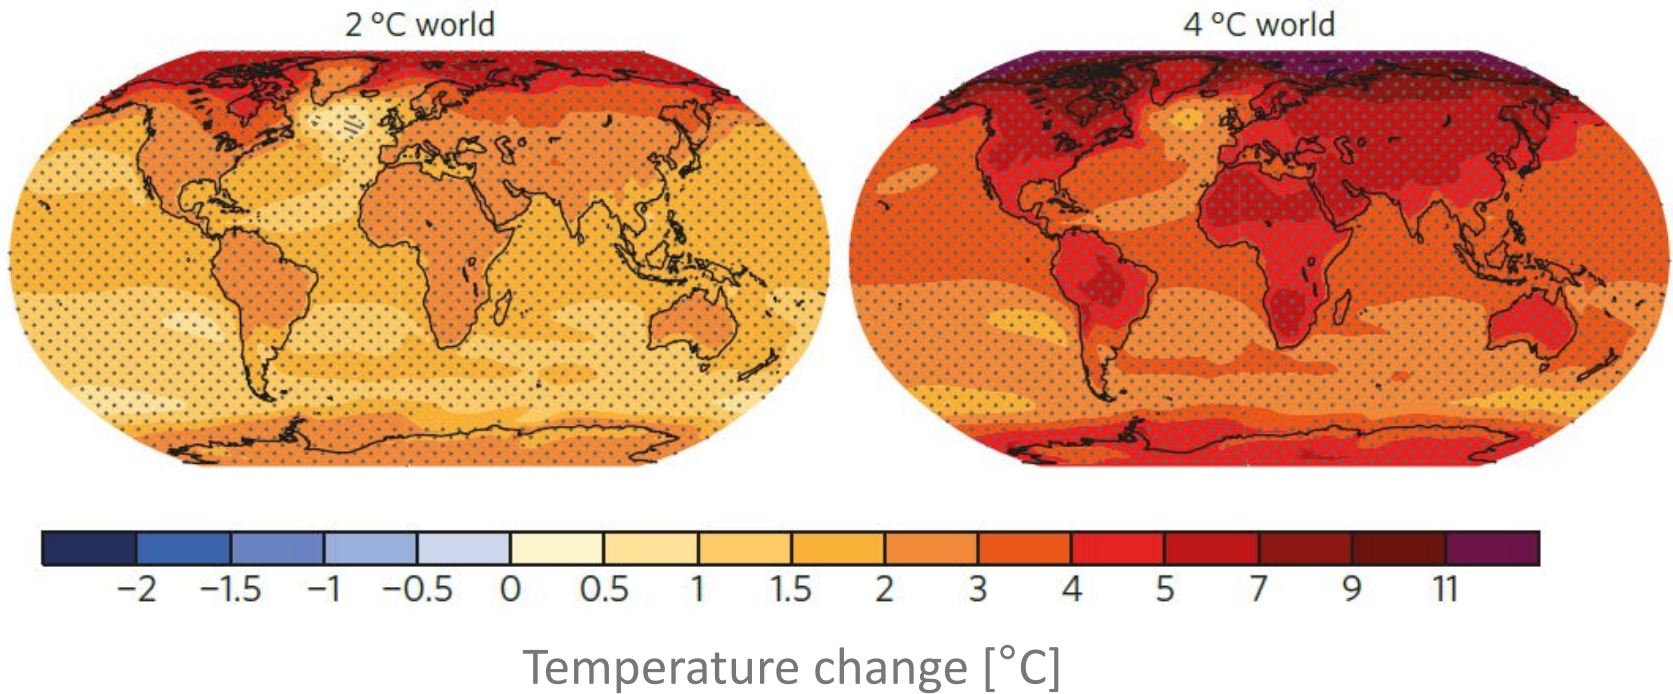 2 °C world 4 °C world
−2 −1.5 −1 −0.5 0 0.5 1 1.5 2 3 4 5 7 9 11
Temperature change [°C]